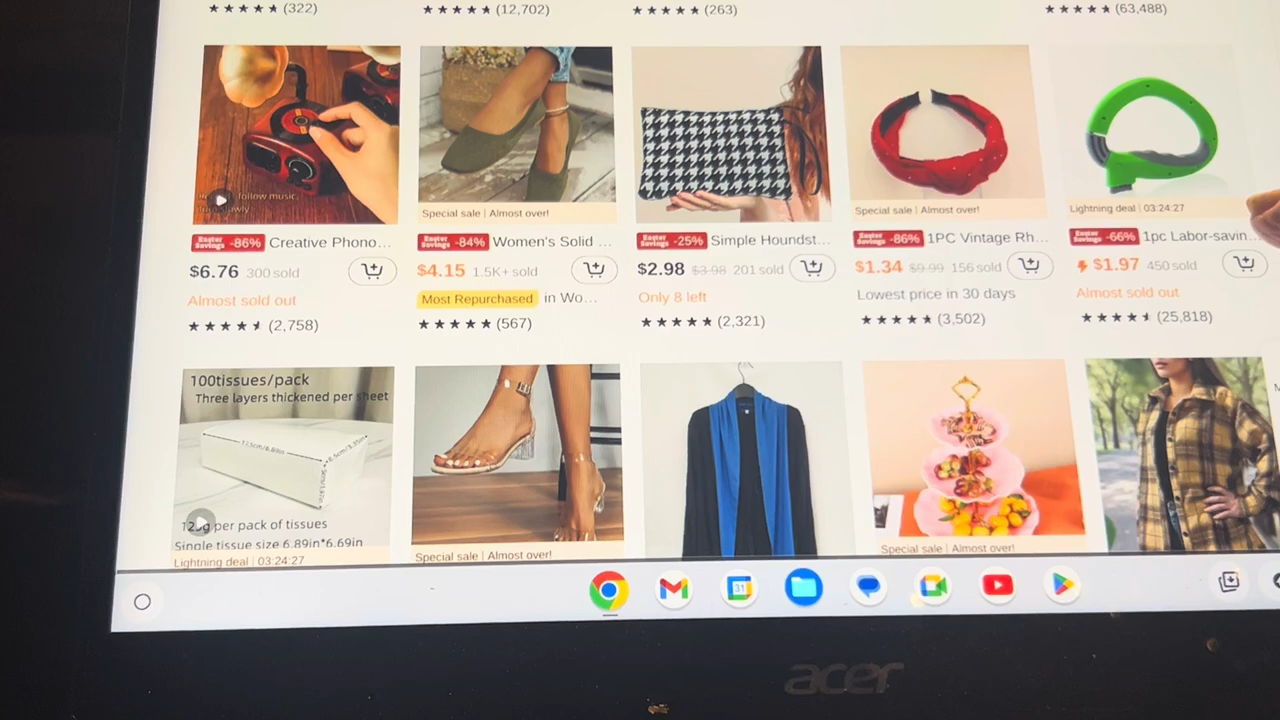 (322)
(12,702)
(263)
(63,488)
follow music.
Special sale | Almost over!
Special sale | Almost over!
Lightning deal | 03:24:27
Easter Savings -86% Creative Phono...
Easter Savings -84% Women's Solid ...
Easter Savings -25% Simple Houndst...
Easter Savings -86% 1PC Vintage Rh...
Easter Savings -66% 1pc Labor-savin...
$6.76 300 sold
$4.15 1.5K+ sold
$2.98 $3.98 201 sold
$1.34 $9.99 156 sold
$1.97 450 sold
Almost sold out
Most Repurchased in Wo...
Only 8 left
Lowest price in 30 days
Almost sold out
(2,758)
(567)
(2,321)
(3,502)
(25,818)
100tissues/pack
Three layers thickened per sheet
per pack of tissues
Single tissue size 6.89in*6.69in
Lightning deal | 03:24:27
Special sale | Almost over!
Special sale | Almost over!
31
acer